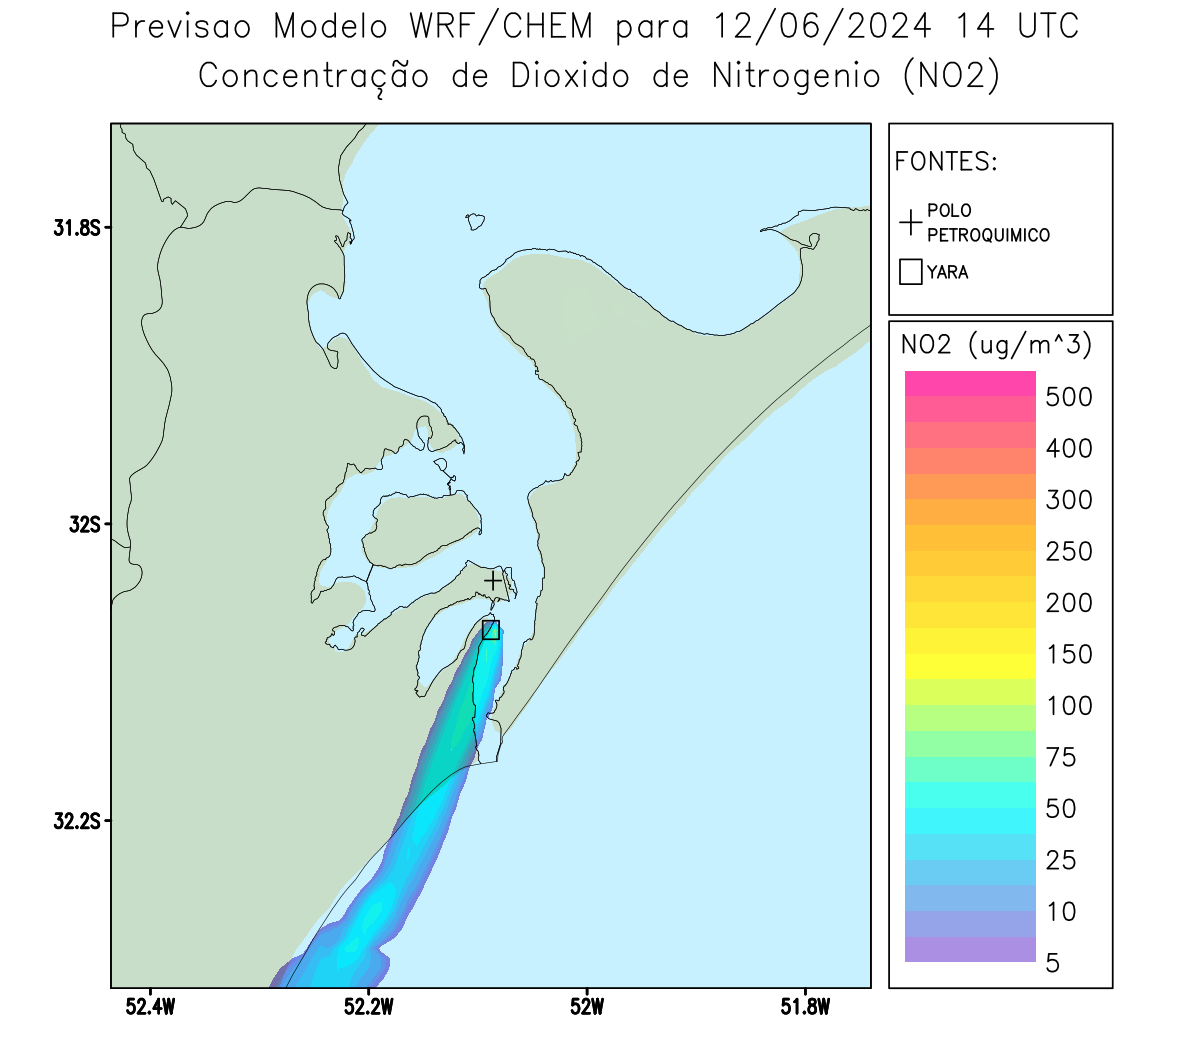 Previsao Modelo WRF/CHEM para 12/06/2024 14 UTC
Concentração de Dioxido de Nitrogenio (NO2)
FONTES:
POLO
PETROQUIMICO
YARA
31.8S
32S
32.2S
52.4W
52.2W
52W
51.8W
NO2 (ug/m^3)
500
400
300
250
200
150
100
75
50
25
10
5